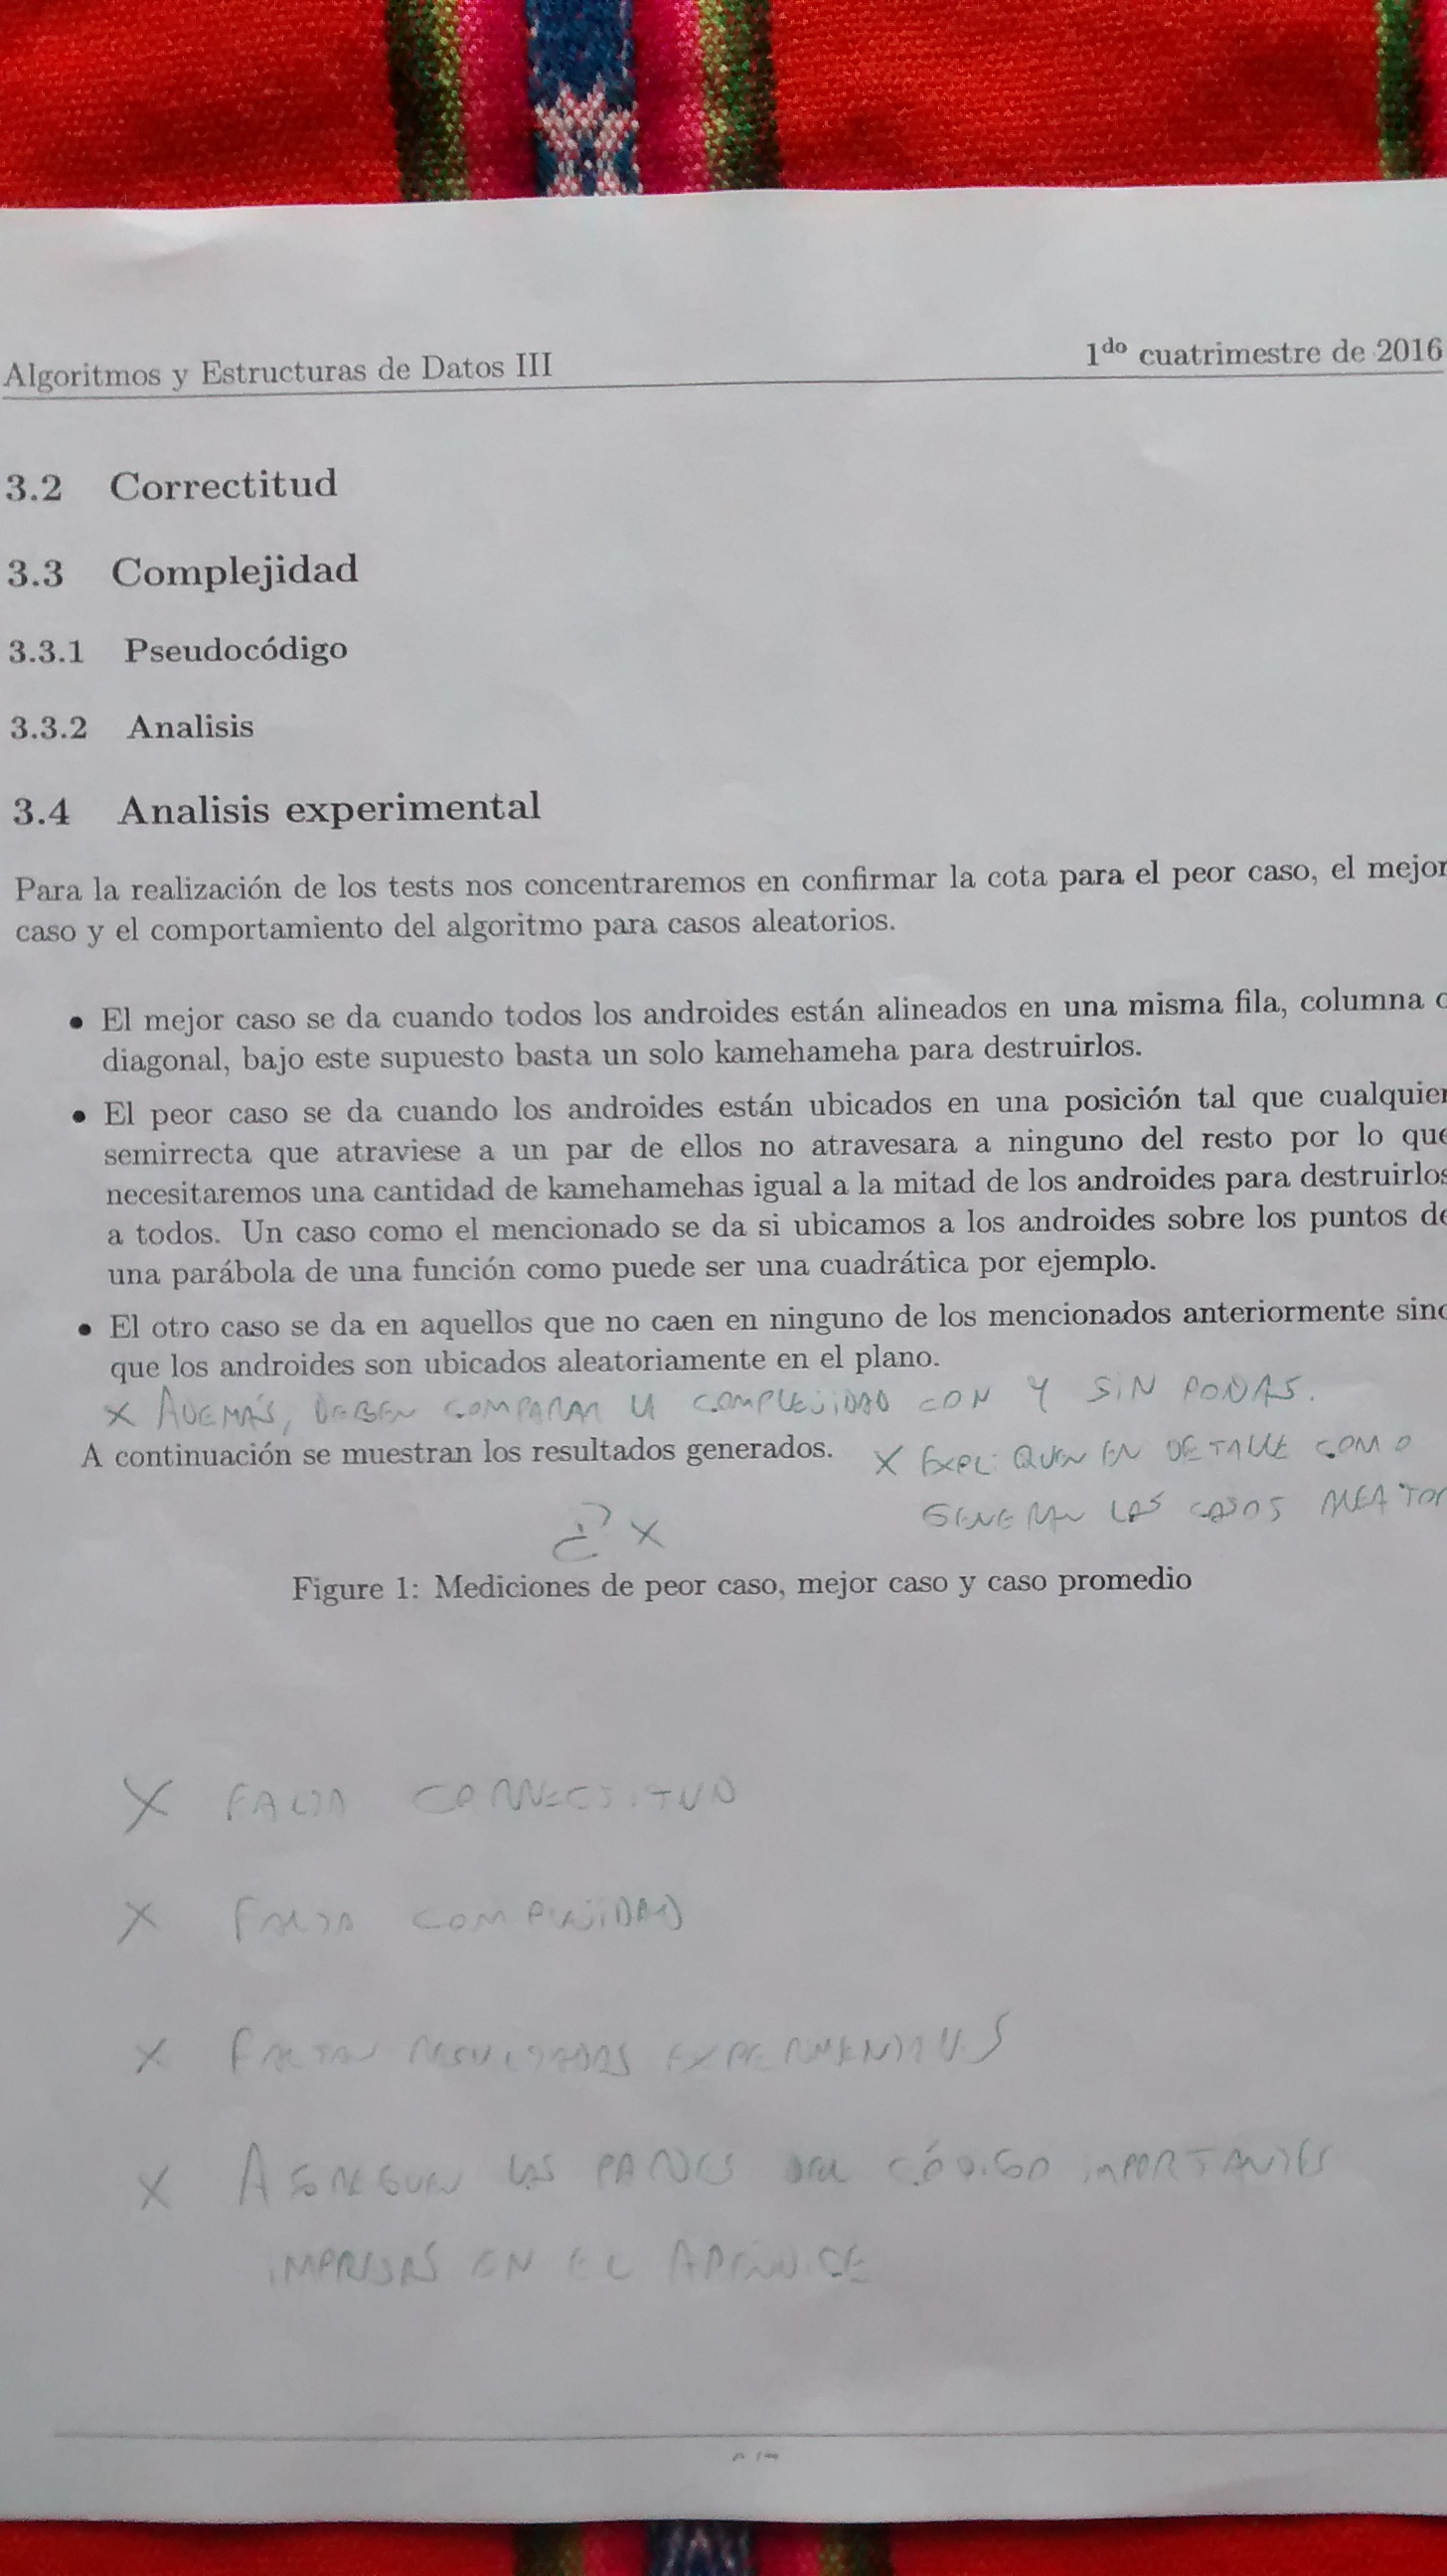 Algoritmos y Estructuras de Datos III 1do cuatrimestre de 2016
3.2 Correctitud
3.3 Complejidad
3.3.1 Pseudocódigo
3.3.2 Analisis
3.4 Analisis experimental
Para la realización de los tests nos concentraremos en confirmar la cota para el peor caso, el mejor
caso y el comportamiento del algoritmo para casos aleatorios.
• El mejor caso se da cuando todos los androides están alineados en una misma fila, columna o
diagonal, bajo este supuesto basta un solo kamehameha para destruirlos.
• El peor caso se da cuando los androides están ubicados en una posición tal que cualquier
semirrecta que atraviese a un par de ellos no atravesara a ninguno del resto por lo que
necesitaremos una cantidad de kamehamehas igual a la mitad de los androides para destruirlos
a todos. Un caso como el mencionado se da si ubicamos a los androides sobre los puntos de
una parábola de una función como puede ser una cuadrática por ejemplo.
• El otro caso se da en aquellos que no caen en ninguno de los mencionados anteriormente sino
que los androides son ubicados aleatoriamente en el plano.
X ADEMÁS, DEBEN COMPARAR LA COMPLEJIDAD CON Y SIN PODAS.
A continuación se muestran los resultados generados. X EXPLIQUEN EN DETALLE COMO
GENERAN LAS CASOS ALEATOR
¿? X
Figure 1: Mediciones de peor caso, mejor caso y caso promedio
X FALTA CORRECTITUD
X FALTA COMPLEJIDAD
X FALTAN RESULTADOS EXPERIMENTALES
X AGREGUEN LAS PARTES DEL CÓDIGO IMPORTANTES
IMPRESAS EN EL APENDICE